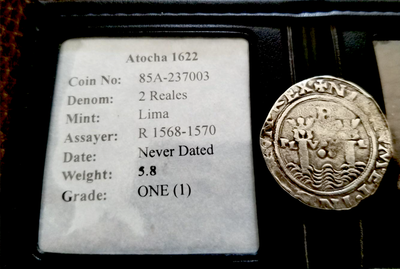 Atocha 1622
Coin No: 85A-237003
Denom: 2 Reales
Mint: Lima
Assayer: R 1568-1570
Date: Never Dated
Weight: 5.8
Grade: ONE (1)